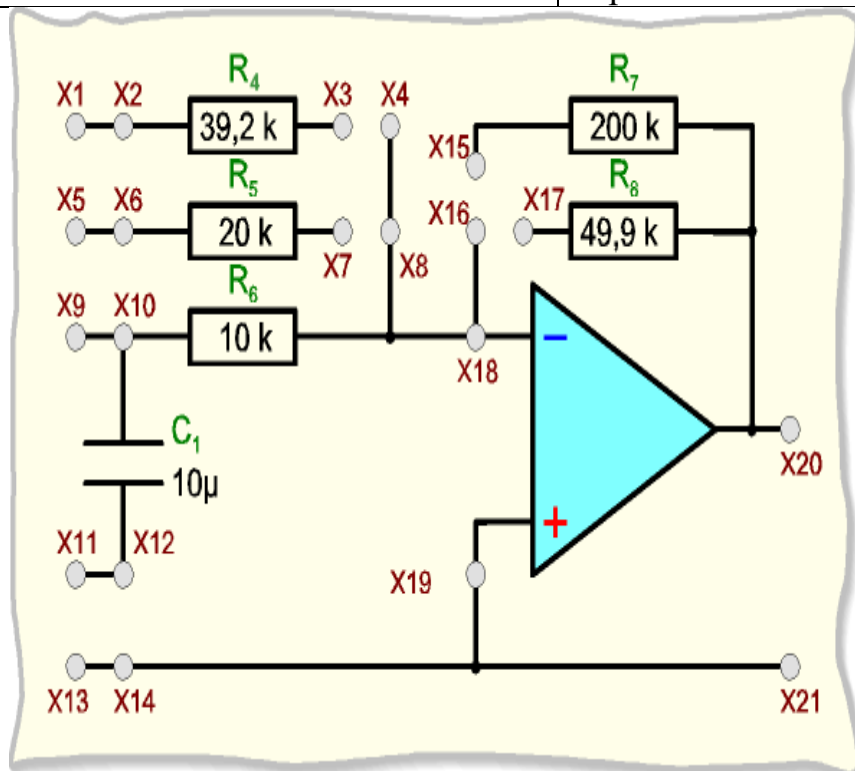 R4 R7
X1 X2 X3 X4
39,2 k 200 k
X15
R5 R8
X5 X6 X16 X17
20 k 49,9 k
X7 X8
R6
X9 X10
10 k
−
X18
C1
X20
10µ
+
X11 X12
X19
X13 X14 X21